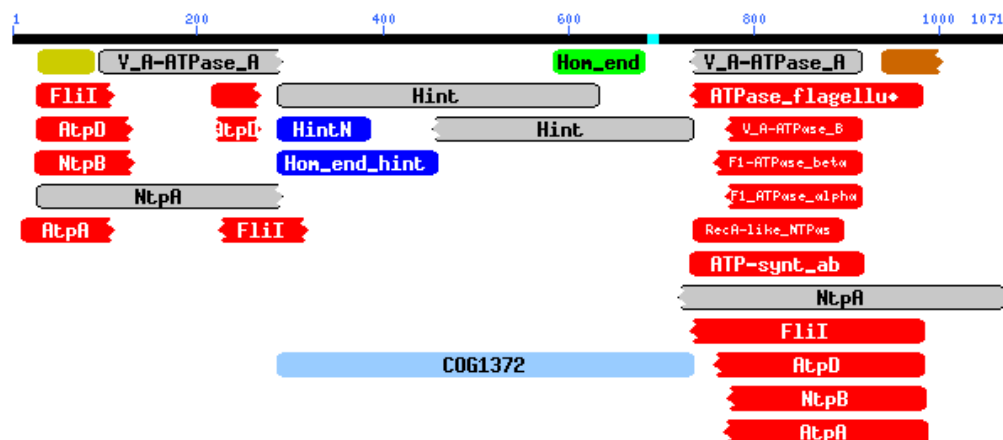 1 200 400 600 800 1000 1071
V_A-ATPase_A Hom_end V_A-ATPase_A
FliI Hint ATPase_flagellu
AtpD AtpD HintN Hint V_A-ATPase_B
NtpB Hom_end_hint F1-ATPase_beta
NtpA F1_ATPase_alpha
AtpA FliI RecA-like_NTPas
ATP-synt_ab
NtpA
FliI
COG1372 AtpD
NtpB
AtpA